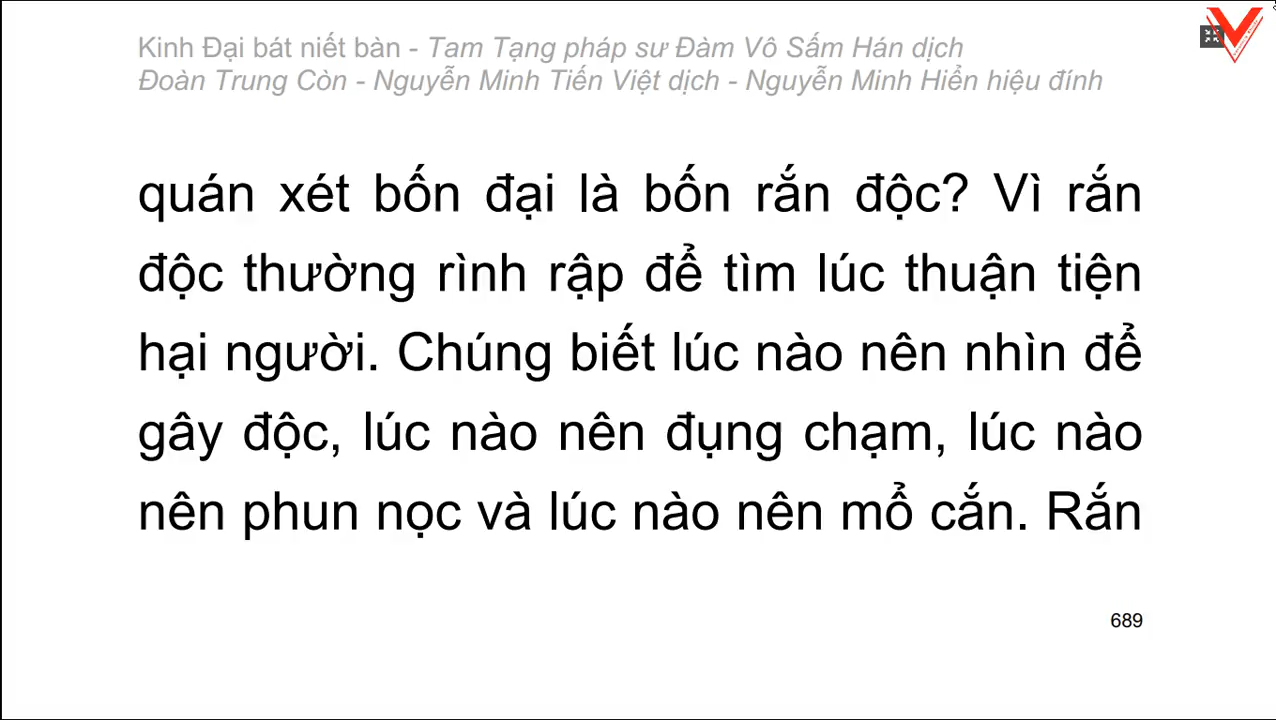 Kinh Đại bát niết bàn - Tam Tạng pháp sư Đàm Vô Sấm Hán dịch
Đoàn Trung Còn - Nguyễn Minh Tiến Việt dịch - Nguyễn Minh Hiển hiệu đính
quán xét bốn đại là bốn rắn độc? Vì rắn
độc thường rình rập để tìm lúc thuận tiện
hại người. Chúng biết lúc nào nên nhìn để
gây độc, lúc nào nên đụng chạm, lúc nào
nên phun nọc và lúc nào nên mổ cắn. Rắn
689